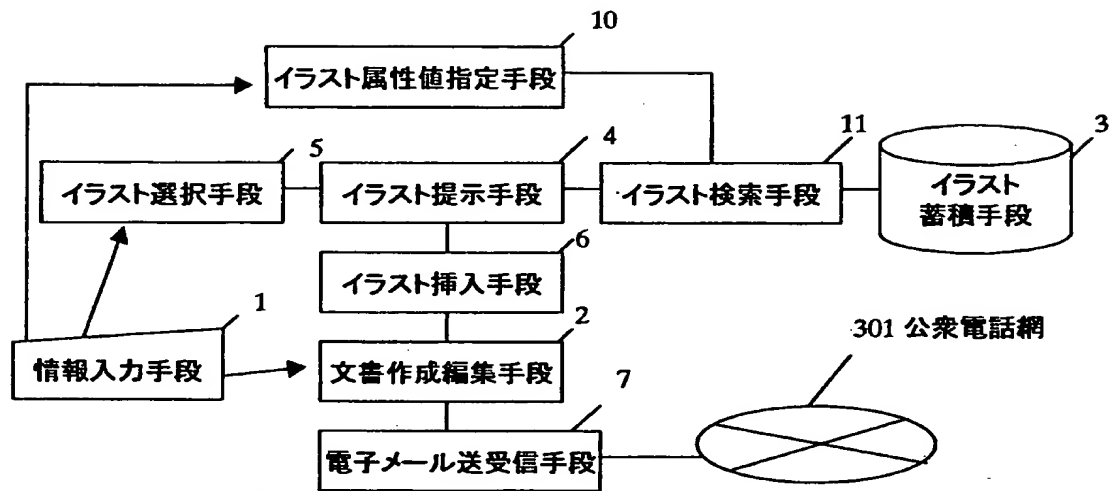 10
イラスト属性値指定手段
5
イラスト選択手段
4
イラスト提示手段
11
イラスト検索手段
3
イラスト
蓄積手段
6
イラスト挿入手段
1
情報入力手段
2
文書作成編集手段
301 公衆電話網
7
電子メール送受信手段